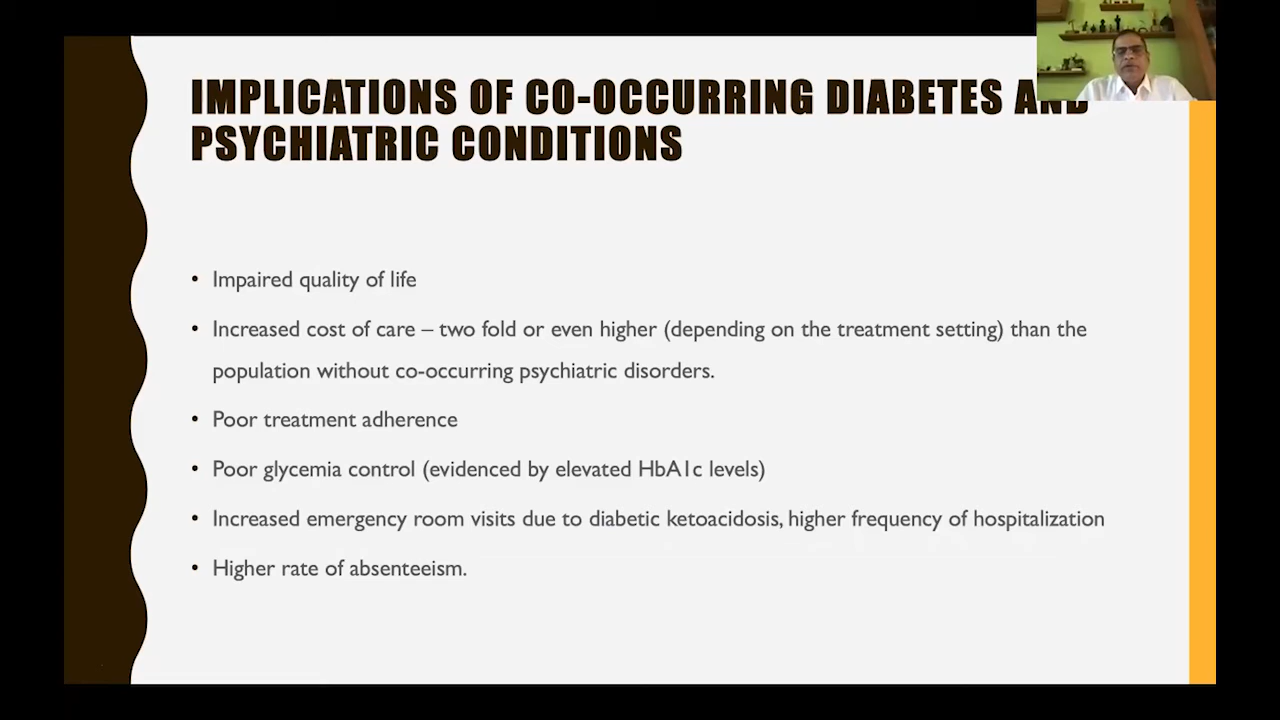 IMPLICATIONS OF CO-OCCURRING DIABETES AND
PSYCHIATRIC CONDITIONS
• Impaired quality of life
• Increased cost of care – two fold or even higher (depending on the treatment setting) than the
population without co-occurring psychiatric disorders.
• Poor treatment adherence
• Poor glycemia control (evidenced by elevated HbA1c levels)
• Increased emergency room visits due to diabetic ketoacidosis, higher frequency of hospitalization
• Higher rate of absenteeism.